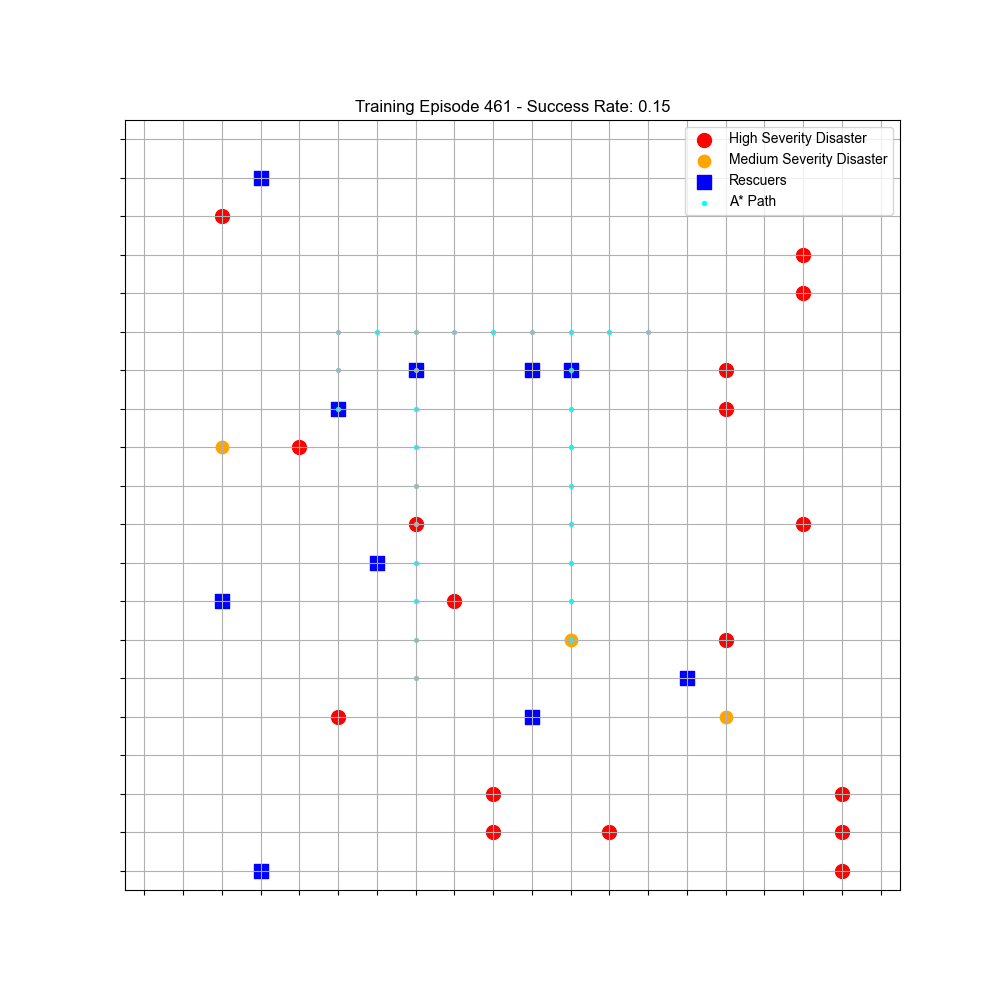 Training Episode 461 - Success Rate: 0.15
High Severity Disaster
Medium Severity Disaster
Rescuers
A* Path